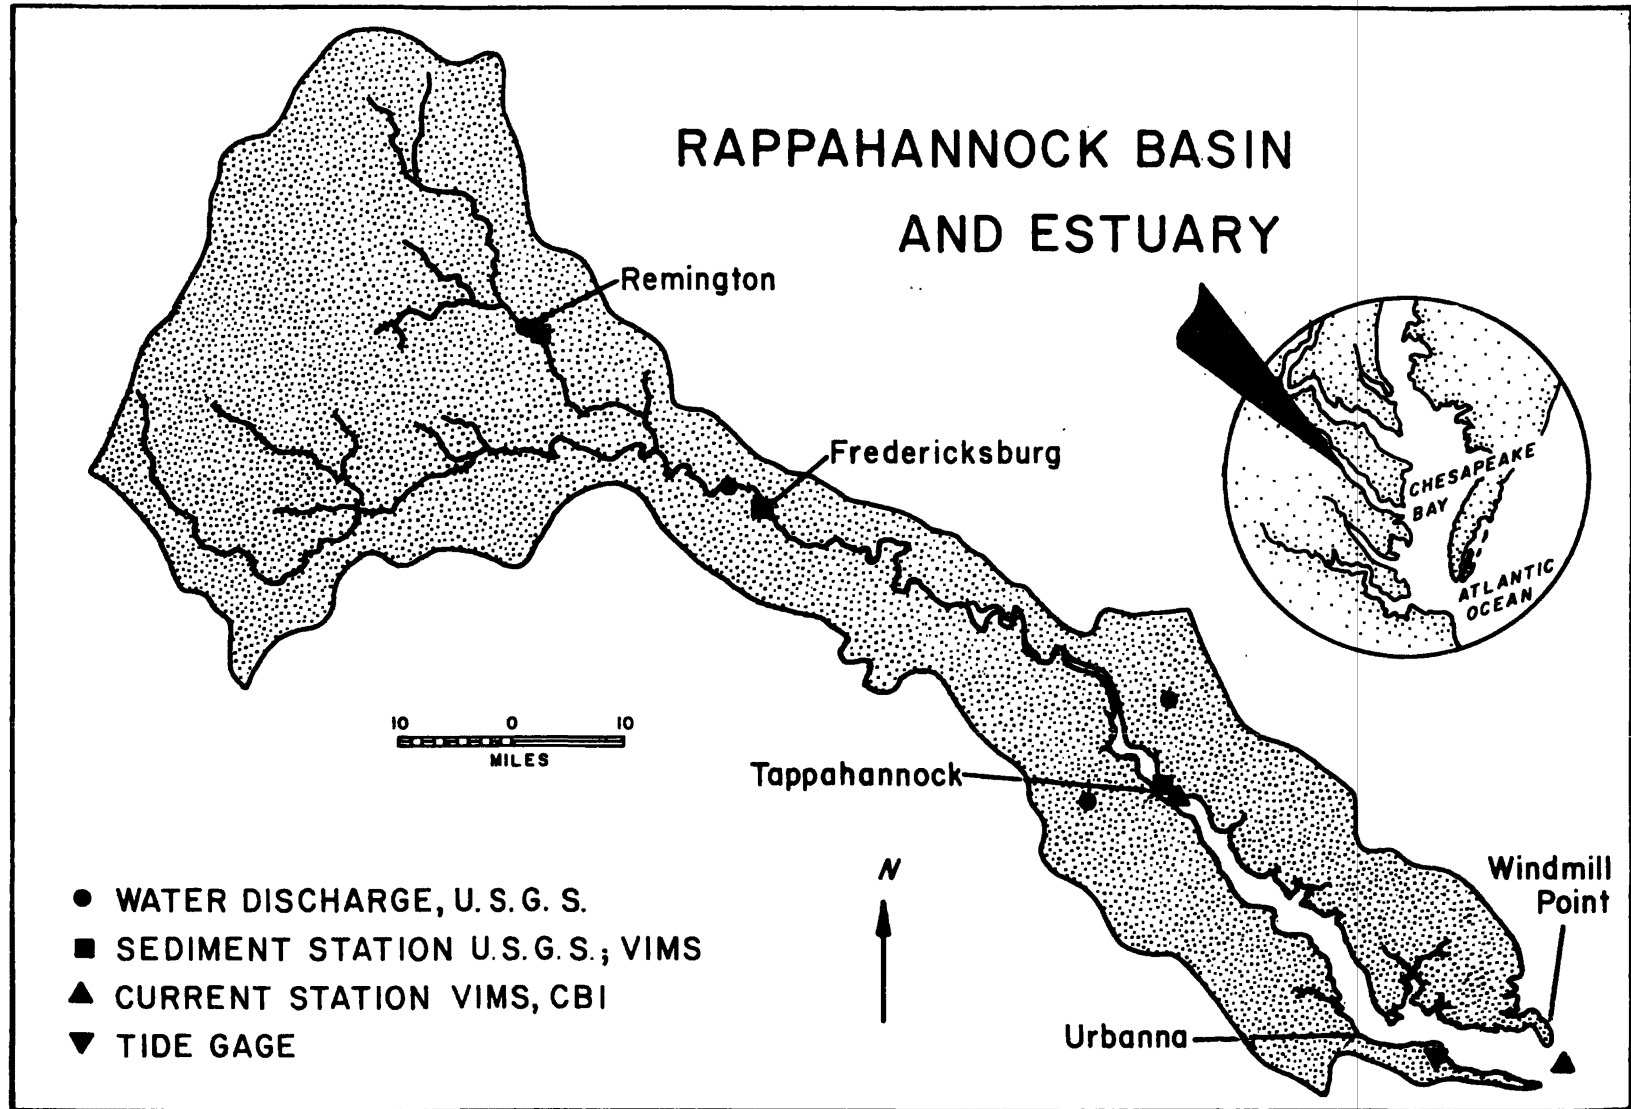 RAPPAHANNOCK BASIN
AND ESTUARY
Remington
Fredericksburg
CHESAPEAKE
BAY
ATLANTIC
OCEAN
10 0 10
MILES
Tappahannock
N
Windmill
Point
Urbanna
● WATER DISCHARGE, U.S.G.S.
■ SEDIMENT STATION U.S.G.S.; VIMS
▲ CURRENT STATION VIMS, CBI
▼ TIDE GAGE